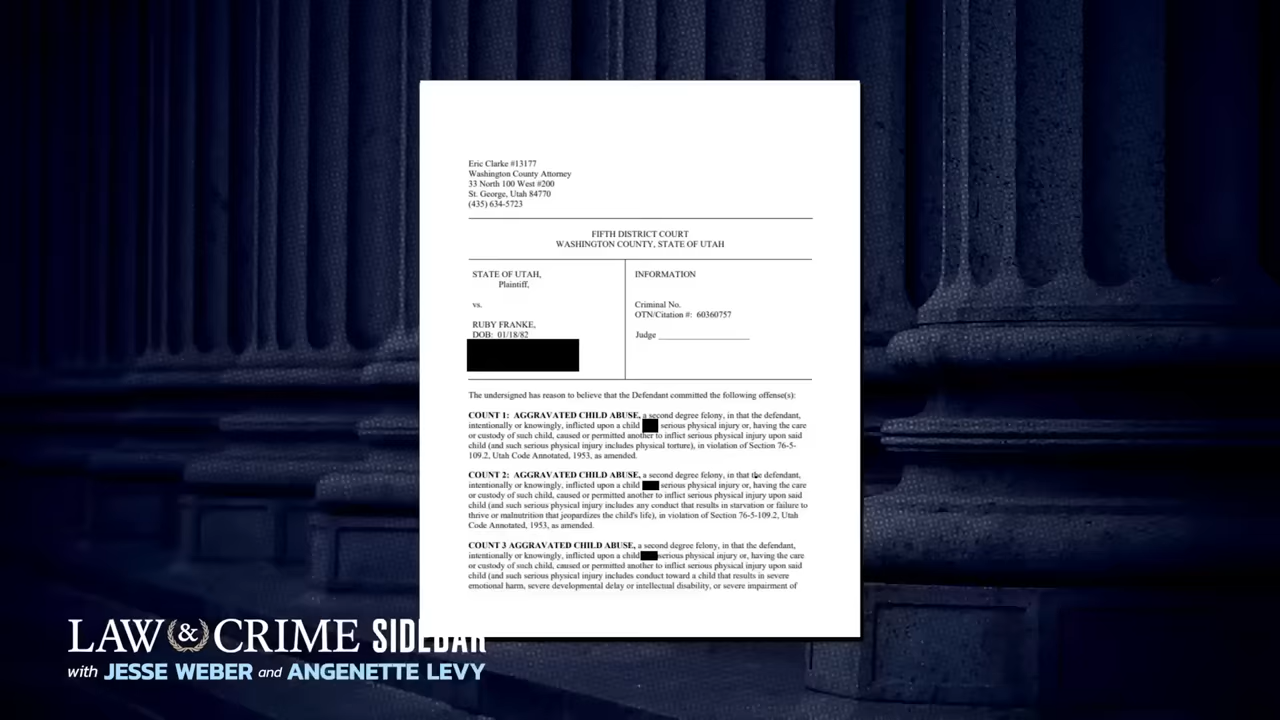 Eric Clarke #13177
Washington County Attorney
33 North 100 West #200
St. George, Utah 84770
(435) 634-5723
FIFTH DISTRICT COURT
WASHINGTON COUNTY, STATE OF UTAH
STATE OF UTAH,
Plaintiff,
vs.
RUBY FRANKE,
DOB: 01/18/82
INFORMATION
Criminal No.
OTN/Citation #: 60360757
Judge ____________________
The undersigned has reason to believe that the Defendant committed the following offense(s):
COUNT 1: AGGRAVATED CHILD ABUSE, a second degree felony, in that the defendant,
intentionally or knowingly, inflicted upon a child serious physical injury or, having the care
or custody of such child, caused or permitted another to inflict serious physical injury upon said
child (and such serious physical injury includes physical torture), in violation of Section 76-5-
109.2, Utah Code Annotated, 1953, as amended.
COUNT 2: AGGRAVATED CHILD ABUSE, a second degree felony, in that the defendant,
intentionally or knowingly, inflicted upon a child serious physical injury or, having the care
or custody of such child, caused or permitted another to inflict serious physical injury upon said
child (and such serious physical injury includes any conduct that results in starvation or failure to
thrive or malnutrition that jeopardizes the child's life), in violation of Section 76-5-109.2, Utah
Code Annotated, 1953, as amended.
COUNT 3 AGGRAVATED CHILD ABUSE, a second degree felony, in that the defendant,
intentionally or knowingly, inflicted upon a child serious physical injury or, having the care
or custody of such child, caused or permitted another to inflict serious physical injury upon said
child (and such serious physical injury includes conduct toward a child that results in severe
emotional harm, severe developmental delay or intellectual disability, or severe impairment of
LAW & CRIME SIDEBAR
with JESSE WEBER and ANGENETTE LEVY